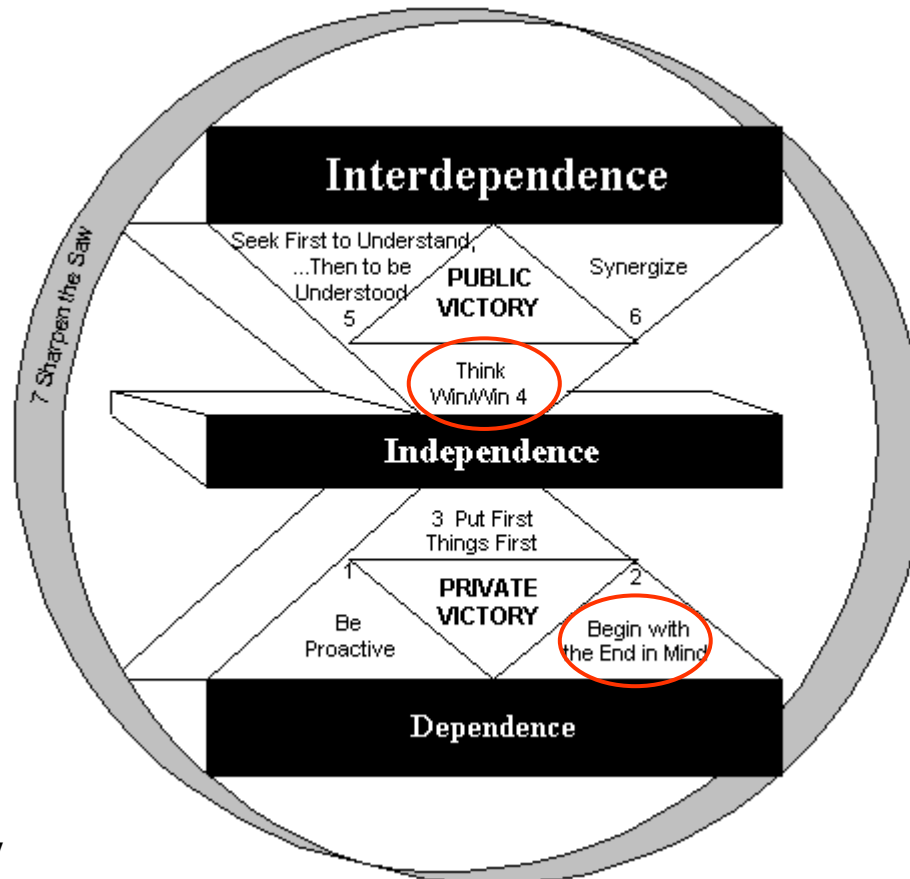 Interdependence
7 Sharpen the Saw
Seek First to Understand,
...Then to be
Understood
5
PUBLIC
VICTORY
Synergize
6
Think
Win/Win 4
Independence
3 Put First
Things First
1
PRIVATE
VICTORY
2
Be
Proactive
Begin with
the End in Mind
Dependence